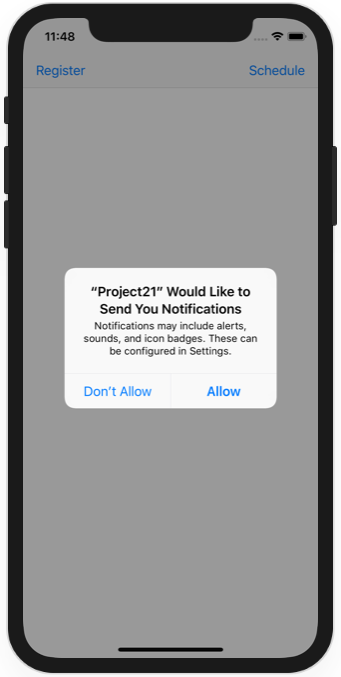 11:48
Register Schedule
“Project21” Would Like to
Send You Notifications
Notifications may include alerts,
sounds, and icon badges. These can
be configured in Settings.
Don’t Allow Allow